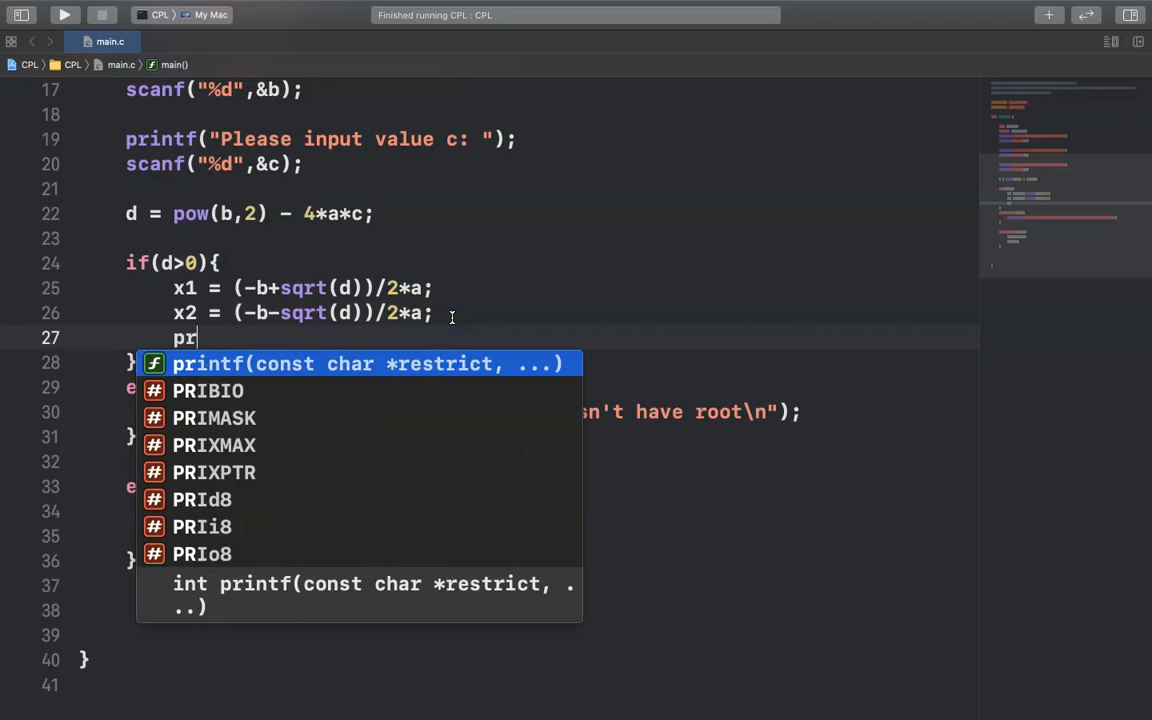 CPL 〉 My Mac
Finished running CPL : CPL
main.c
CPL 〉 CPL 〉 main.c 〉 main()
17 scanf("%d",&b);
18
19 printf("Please input value c: ");
20 scanf("%d",&c);
21
22 d = pow(b,2) - 4*a*c;
23
24 if(d>0){
25 x1 = (-b+sqrt(d))/2*a;
26 x2 = (-b-sqrt(d))/2*a;
27 pr
printf(const char *restrict, ...)
PRIBIO
PRIMASK
PRIXMAX
PRIXPTR
PRId8
PRIi8
PRIo8
int printf(const char *restrict, .
..)
28 }
29 e
30 sn't have root\n");
31 }
32
33 e
34
35
36 }
37
38
39
40 }
41